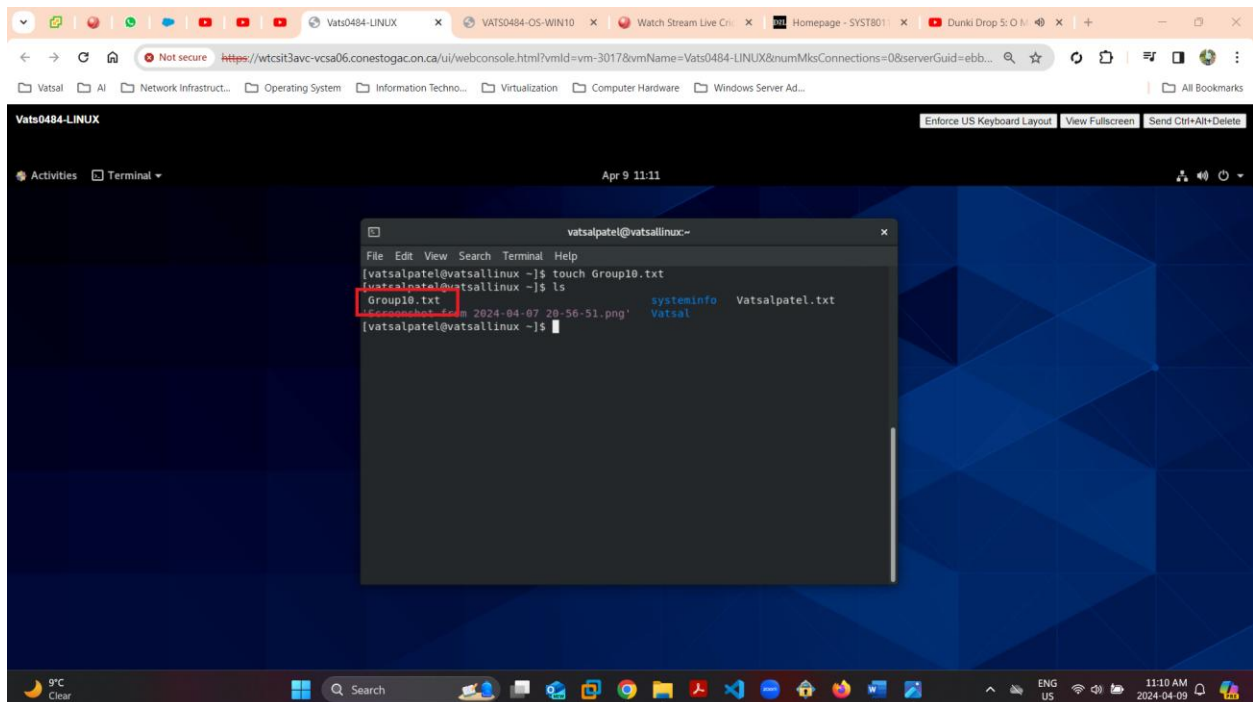 Vats0484-LINUX
VATS0484-OS-WIN10
Watch Stream Live Cric
Homepage - SYST801
Dunki Drop 5: O M
Not secure
https://wtcsit3avc-vcsa06.conestogac.on.ca/ui/webconsole.html?vmId=vm-3017&vmName=Vats0484-LINUX&numMksConnections=0&serverGuid=ebb...
Vatsal
AI
Network Infrastruct...
Operating System
Information Techno...
Virtualization
Computer Hardware
Windows Server Ad...
All Bookmarks
Vats0484-LINUX
Enforce US Keyboard Layout
View Fullscreen
Send Ctrl+Alt+Delete
Activities
Terminal
Apr 9 11:11
vatsalpatel@vatsallinux:~
File Edit View Search Terminal Help
[vatsalpatel@vatsallinux ~]$ touch Group10.txt
[vatsalpatel@vatsallinux ~]$ ls
Group10.txt systeminfo Vatsalpatel.txt
'Screenshot from 2024-04-07 20-56-51.png' Vatsal
[vatsalpatel@vatsallinux ~]$
9°C
Clear
Search
ENG
US
11:10 AM
2024-04-09